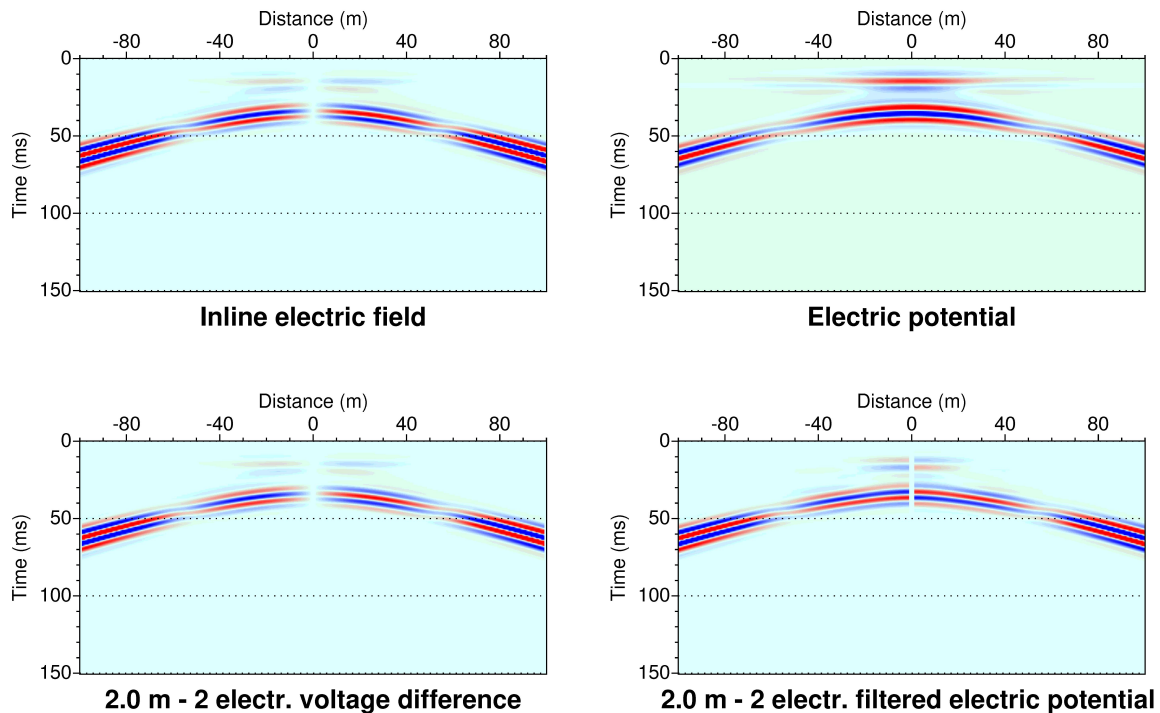 Distance (m)
-80 -40 0 40 80
0
50
100
150
Time (ms)
Inline electric field
Distance (m)
-80 -40 0 40 80
0
50
100
150
Time (ms)
Electric potential
Distance (m)
-80 -40 0 40 80
0
50
100
150
Time (ms)
2.0 m - 2 electr. voltage difference
Distance (m)
-80 -40 0 40 80
0
50
100
150
Time (ms)
2.0 m - 2 electr. filtered electric potential